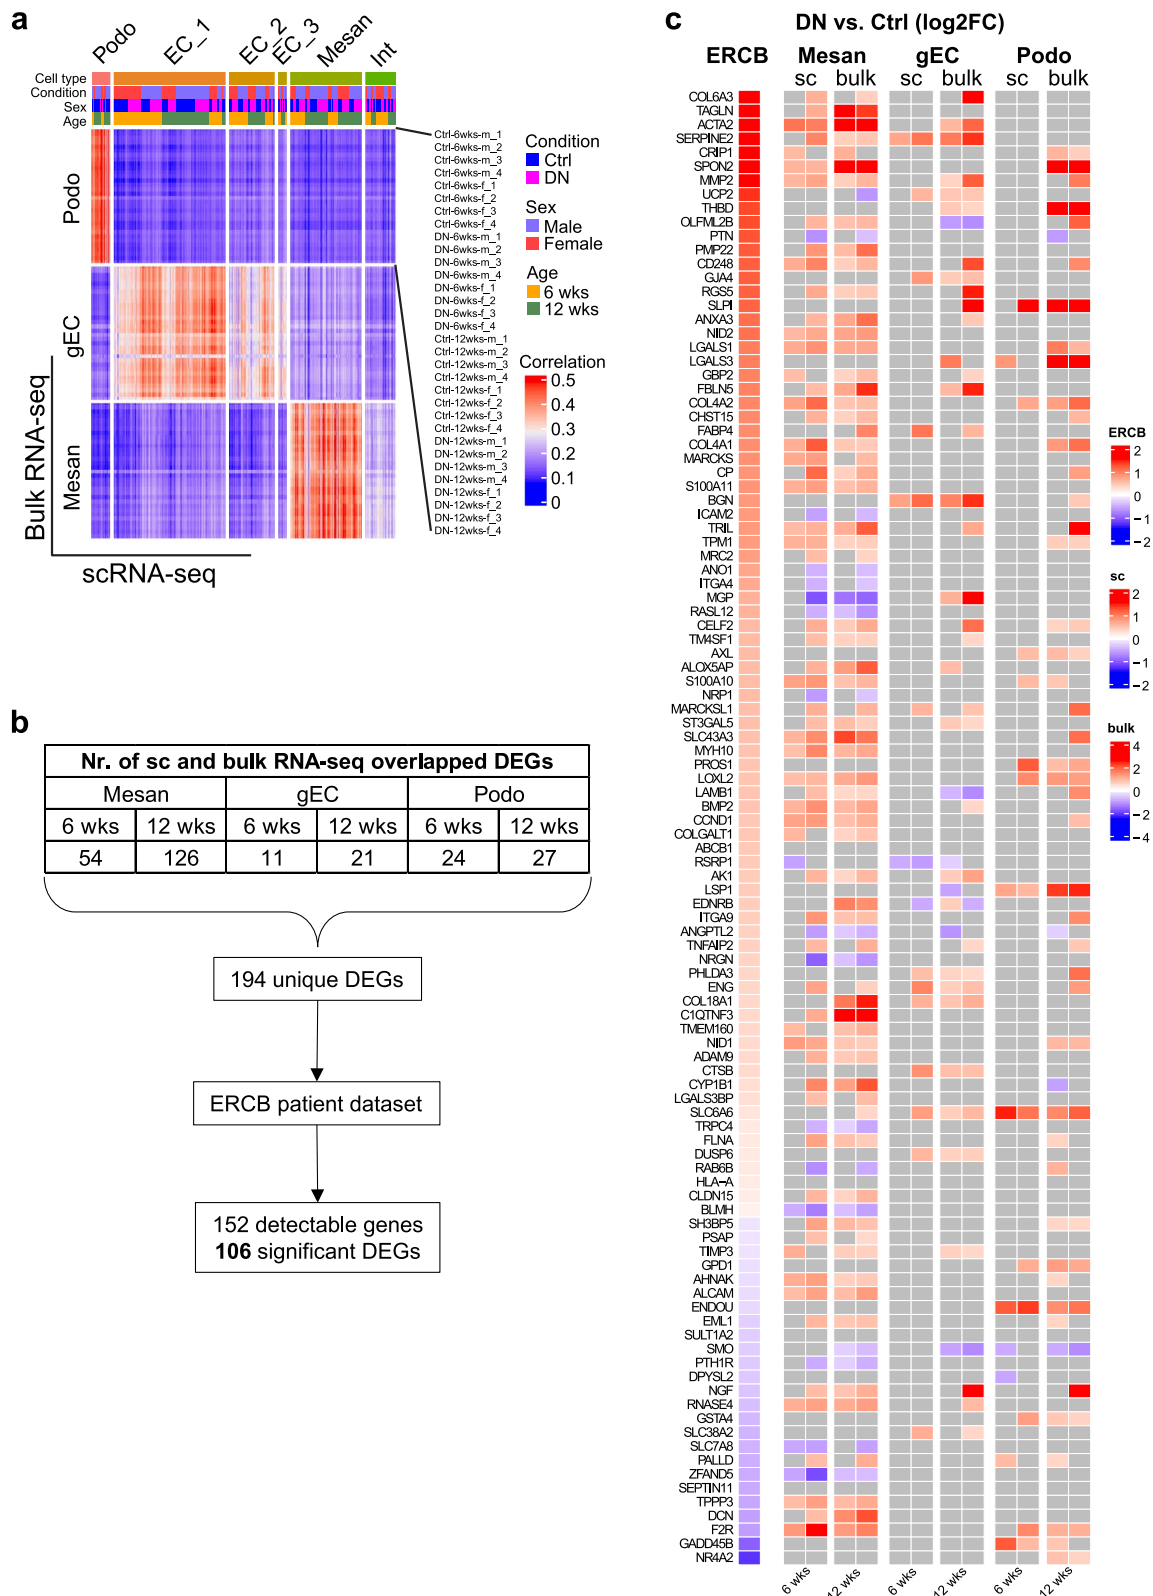 a
Podo
EC_1
EC_2
EC_3
Mesan
Int
Cell type
Condition
Sex
Age
Podo
gEC
Mesan
Bulk RNA-seq
scRNA-seq
Ctrl-6wks-m_1
Ctrl-6wks-m_2
Ctrl-6wks-m_3
Ctrl-6wks-m_4
Ctrl-6wks-f_1
Ctrl-6wks-f_2
Ctrl-6wks-f_3
Ctrl-6wks-f_4
DN-6wks-m_1
DN-6wks-m_2
DN-6wks-m_3
DN-6wks-m_4
DN-6wks-f_1
DN-6wks-f_2
DN-6wks-f_3
DN-6wks-f_4
Ctrl-12wks-m_1
Ctrl-12wks-m_2
Ctrl-12wks-m_3
Ctrl-12wks-m_4
Ctrl-12wks-f_1
Ctrl-12wks-f_2
Ctrl-12wks-f_3
Ctrl-12wks-f_4
DN-12wks-m_1
DN-12wks-m_2
DN-12wks-m_3
DN-12wks-m_4
DN-12wks-f_1
DN-12wks-f_2
DN-12wks-f_3
DN-12wks-f_4
Condition
Ctrl
DN
Sex
Male
Female
Age
6 wks
12 wks
Correlation
0.5
0.4
0.3
0.2
0.1
0
b
Nr. of sc and bulk RNA-seq overlapped DEGs
Mesan gEC Podo
6 wks 12 wks 6 wks 12 wks 6 wks 12 wks
54 126 11 21 24 27
194 unique DEGs
ERCB patient dataset
152 detectable genes
106 significant DEGs
c
DN vs. Ctrl (log2FC)
ERCB Mesan gEC Podo
sc bulk sc bulk sc bulk
COL6A3
TAGLN
ACTA2
SERPINE2
CRIP1
SPON2
MMP2
UCP2
THBD
OLFML2B
PTN
PMP22
CD248
GJA4
RGS5
SLPI
ANXA3
NID2
LGALS1
LGALS3
GBP2
FBLN5
COL4A2
CHST15
FABP4
COL4A1
MARCKS
CP
S100A11
BGN
ICAM2
TRIL
TPM1
MRC2
ANO1
ITGA4
MGP
RASL12
CELF2
TM4SF1
AXL
ALOX5AP
S100A10
NRP1
MARCKSL1
ST3GAL5
SLC43A3
MYH10
PROS1
LOXL2
LAMB1
BMP2
CCND1
COLGALT1
ABCB1
RSRP1
AK1
LSP1
EDNRB
ITGA9
ANGPTL2
TNFAIP2
NRGN
PHLDA3
ENG
COL18A1
C1QTNF3
TMEM160
NID1
ADAM9
CTSB
CYP1B1
LGALS3BP
SLC6A6
TRPC4
FLNA
DUSP6
RAB6B
HLA−A
CLDN15
BLMH
SH3BP5
PSAP
TIMP3
GPD1
AHNAK
ALCAM
ENDOU
EML1
SULT1A2
SMO
PTH1R
DPYSL2
NGF
RNASE4
GSTA4
SLC38A2
SLC7A8
PALLD
ZFAND5
SEPTIN11
TPPP3
DCN
F2R
GADD45B
NR4A2
6 wks 12 wks 6 wks 12 wks 6 wks 12 wks
ERCB
2
1
0
−1
−2
sc
2
1
0
−1
−2
bulk
4
2
0
−2
−4